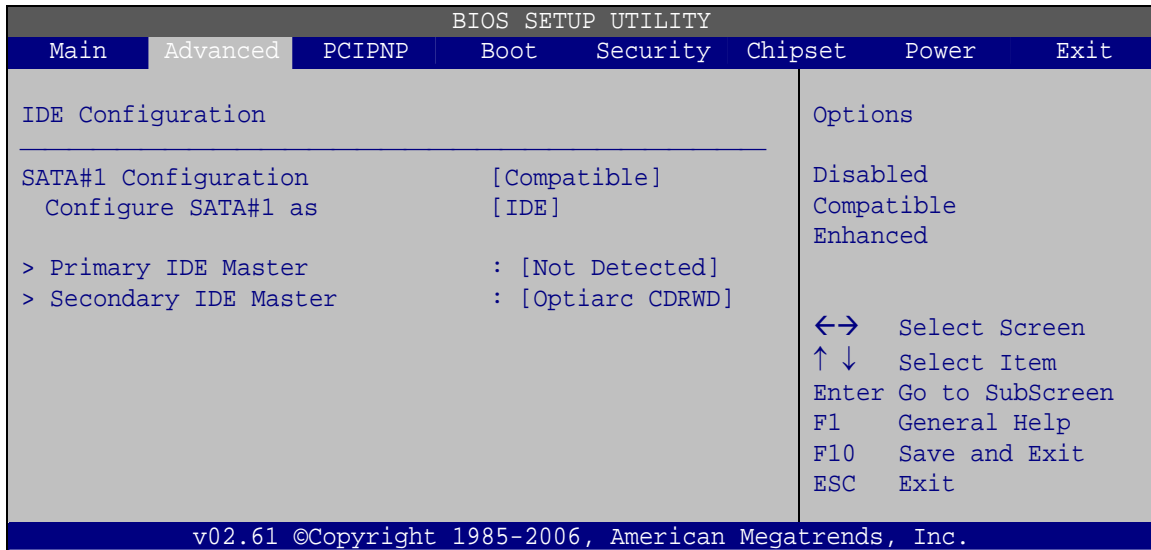 BIOS SETUP UTILITY
Main Advanced PCIPNP Boot Security Chipset Power Exit
IDE Configuration
SATA#1 Configuration [Compatible]
Configure SATA#1 as [IDE]
> Primary IDE Master : [Not Detected]
> Secondary IDE Master : [Optiarc CDRWD]
Options
Disabled
Compatible
Enhanced
←→ Select Screen
↑ ↓ Select Item
Enter Go to SubScreen
F1 General Help
F10 Save and Exit
ESC Exit
v02.61 ©Copyright 1985-2006, American Megatrends, Inc.